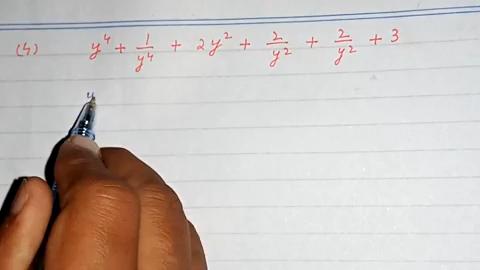 (4) y⁴ + 1/y⁴ + 2y² + 2/y² + 2/y² + 3